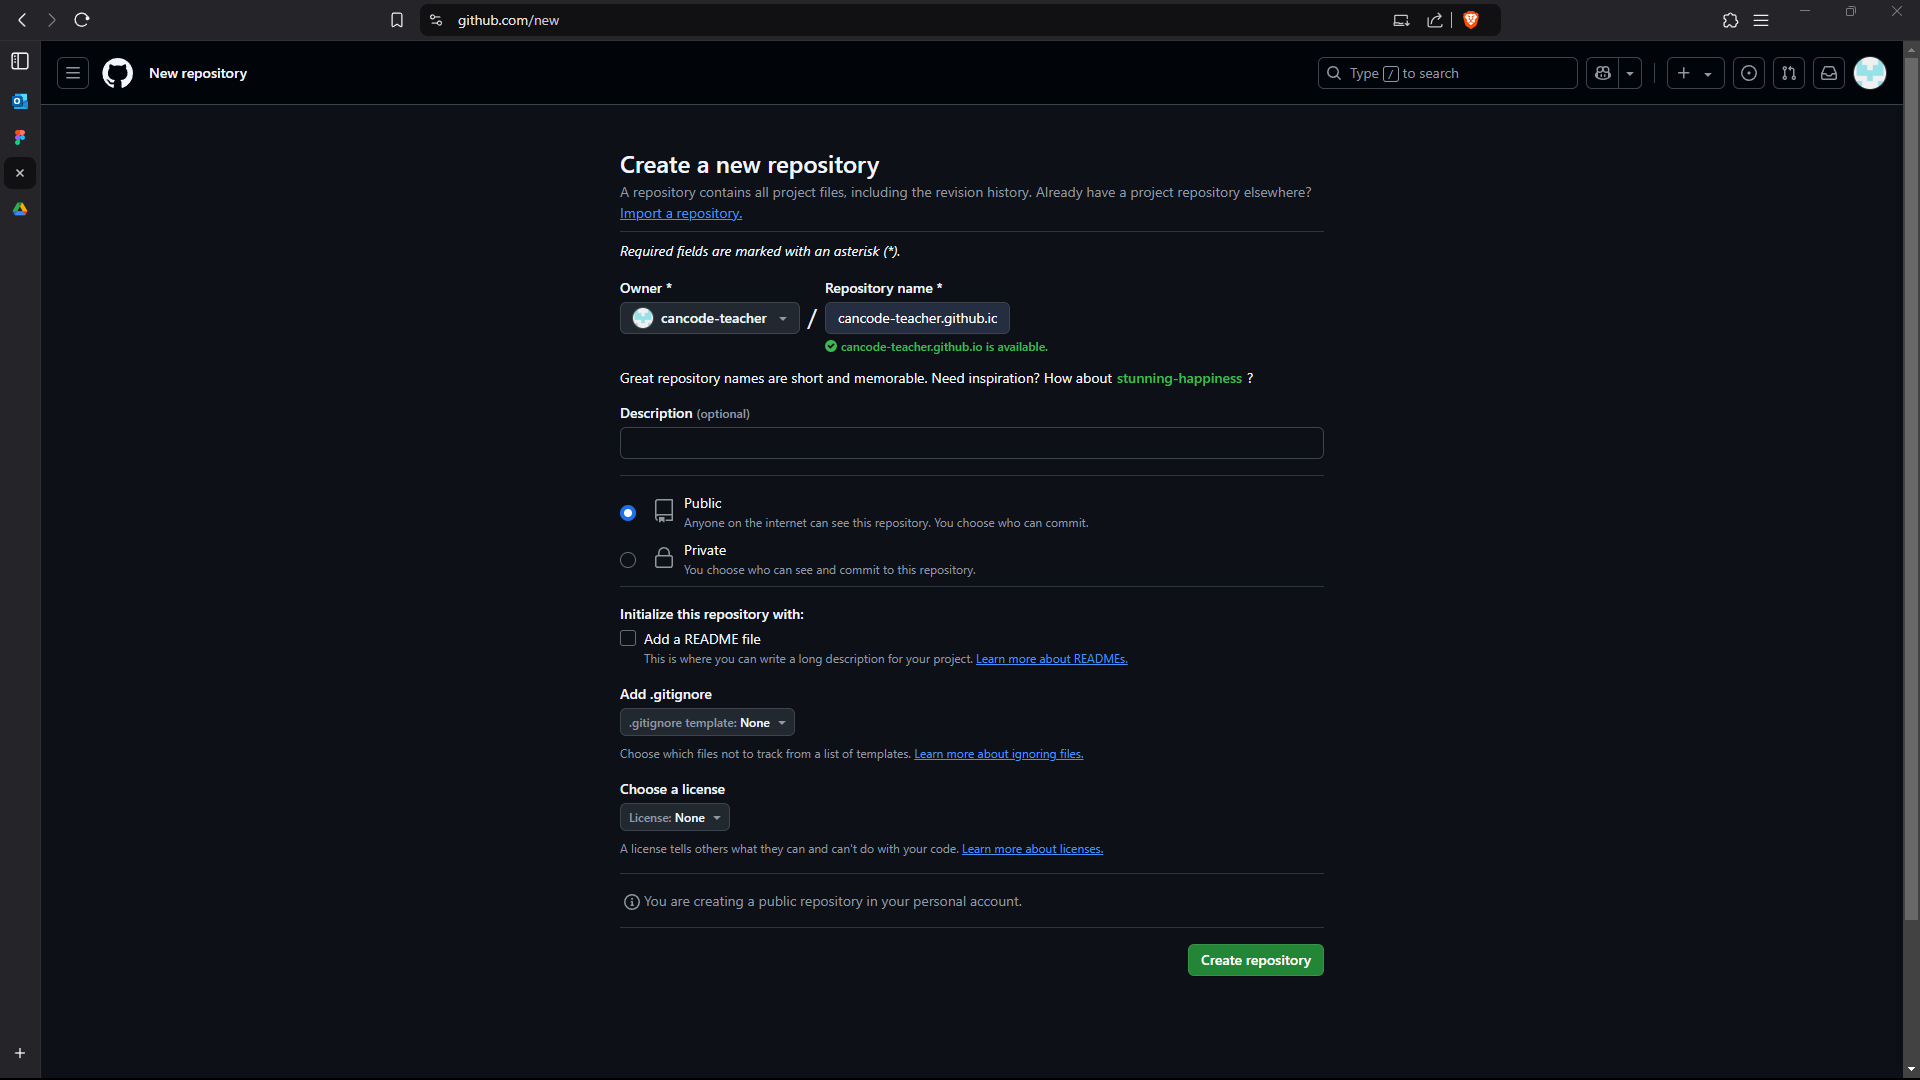 github.com/new
New repository
Type / to search
Create a new repository
A repository contains all project files, including the revision history. Already have a project repository elsewhere?
Import a repository.
Required fields are marked with an asterisk (*).
Owner *
Repository name *
cancode-teacher
/
cancode-teacher.github.io
cancode-teacher.github.io is available.
Great repository names are short and memorable. Need inspiration? How about stunning-happiness ?
Description (optional)
Public
Anyone on the internet can see this repository. You choose who can commit.
Private
You choose who can see and commit to this repository.
Initialize this repository with:
Add a README file
This is where you can write a long description for your project. Learn more about READMEs.
Add .gitignore
.gitignore template: None
Choose which files not to track from a list of templates. Learn more about ignoring files.
Choose a license
License: None
A license tells others what they can and can't do with your code. Learn more about licenses.
You are creating a public repository in your personal account.
Create repository